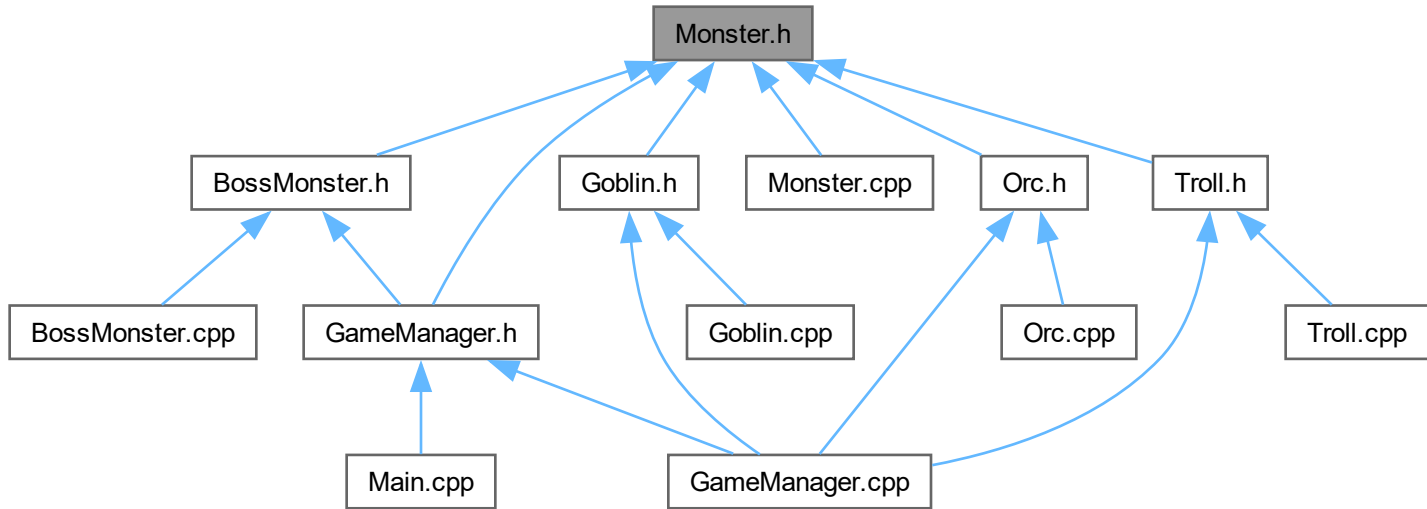 Monster.h
BossMonster.h
Goblin.h
Monster.cpp
Orc.h
Troll.h
BossMonster.cpp
GameManager.h
Goblin.cpp
Orc.cpp
Troll.cpp
Main.cpp
GameManager.cpp